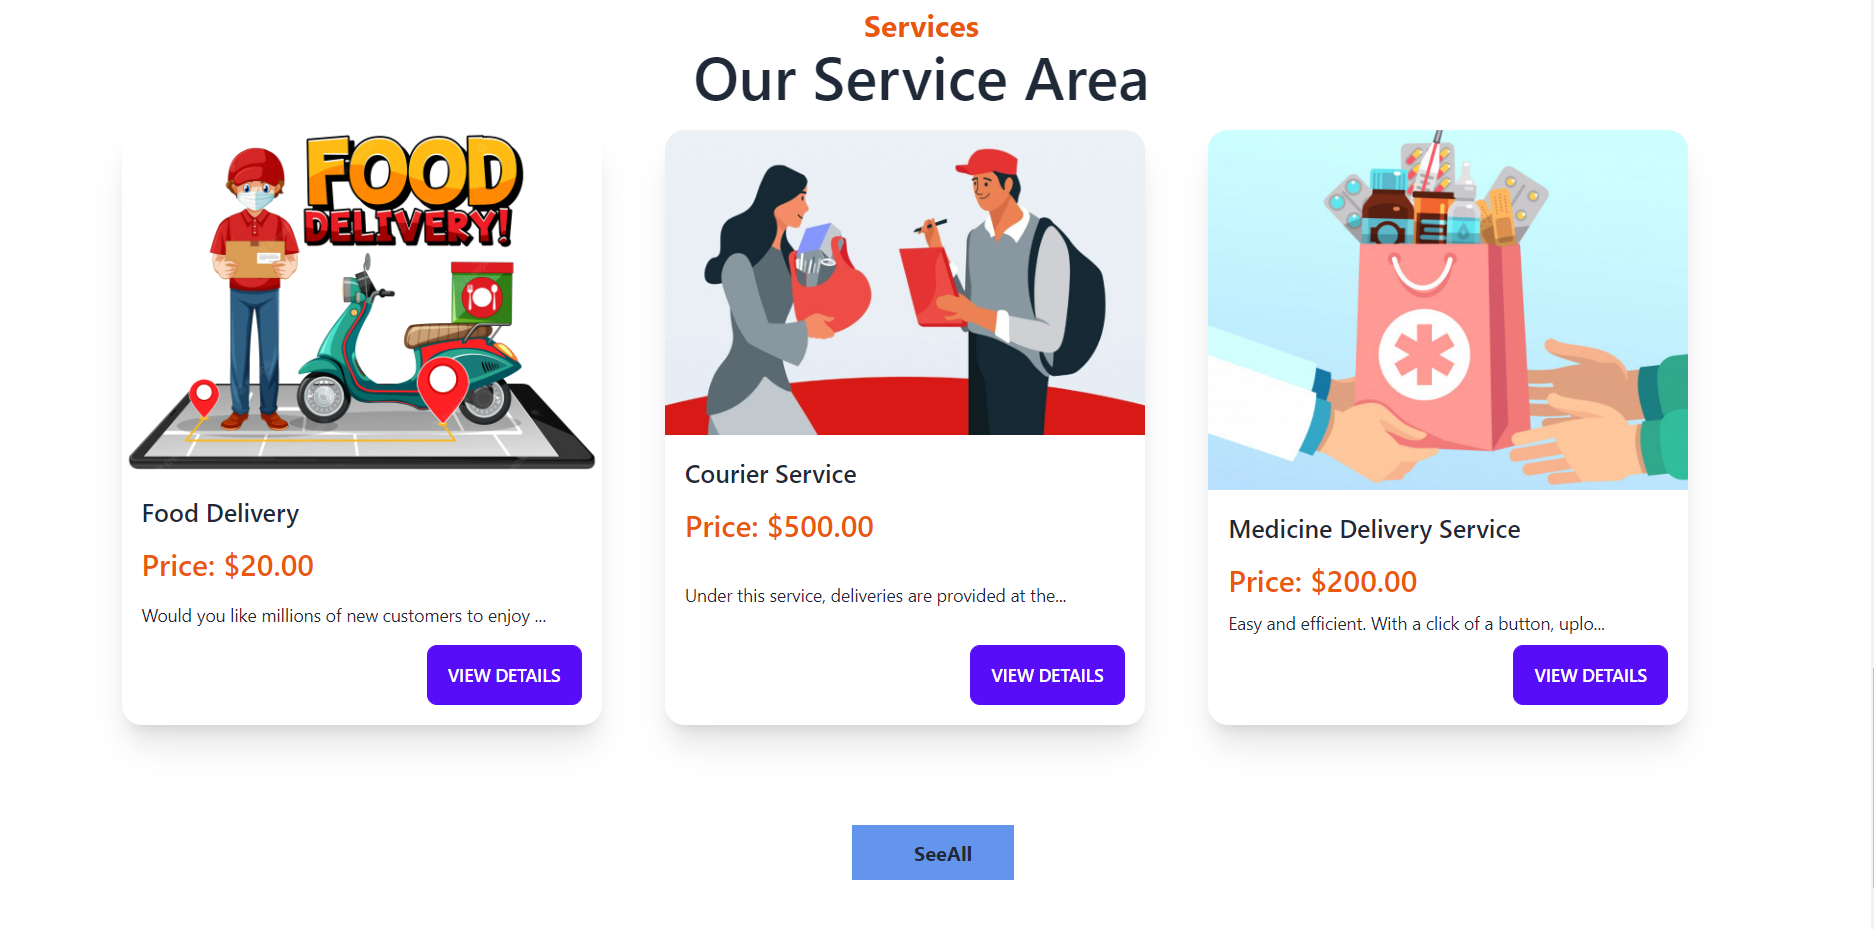 Services
Our Service Area
FOOD
DELIVERY!
Food Delivery
Price: $20.00
Would you like millions of new customers to enjoy ...
VIEW DETAILS
Courier Service
Price: $500.00
Under this service, deliveries are provided at the...
VIEW DETAILS
Medicine Delivery Service
Price: $200.00
Easy and efficient. With a click of a button, uplo...
VIEW DETAILS
SeeAll